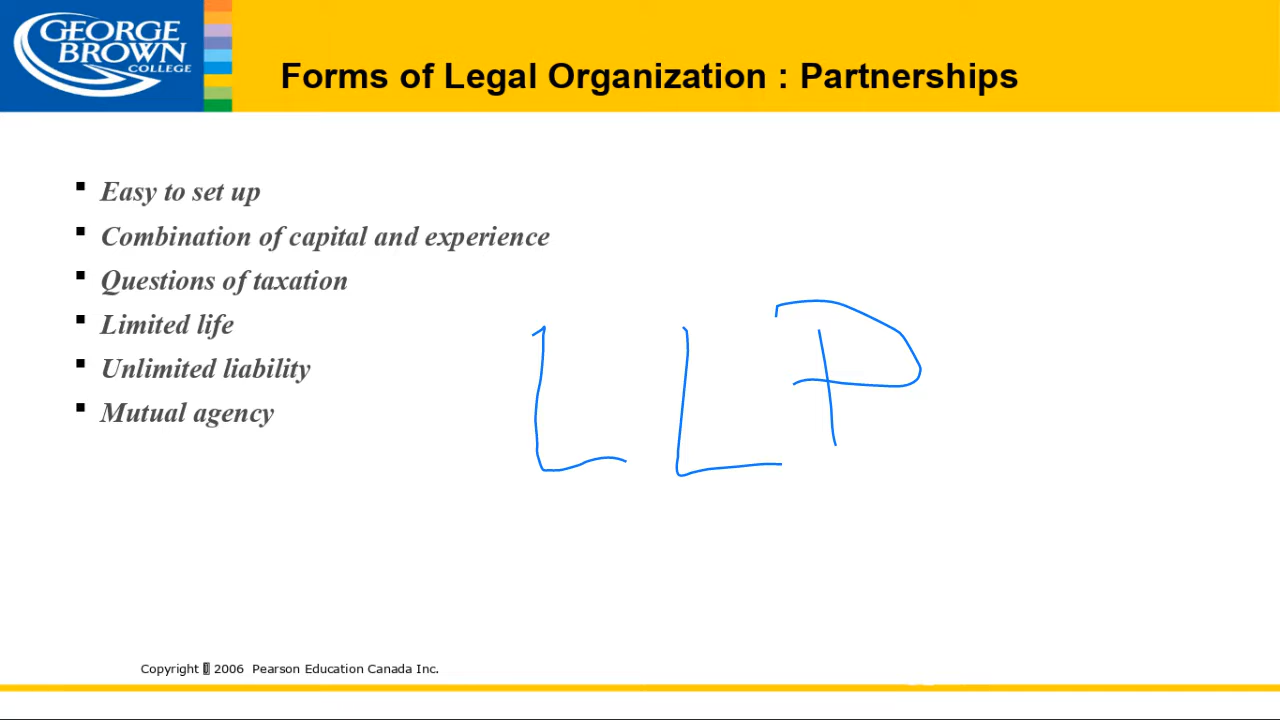 GEORGE
BROWN
COLLEGE
Forms of Legal Organization : Partnerships
Easy to set up
Combination of capital and experience
Questions of taxation
Limited life
Unlimited liability
Mutual agency
LLP
Copyright 2006 Pearson Education Canada Inc.